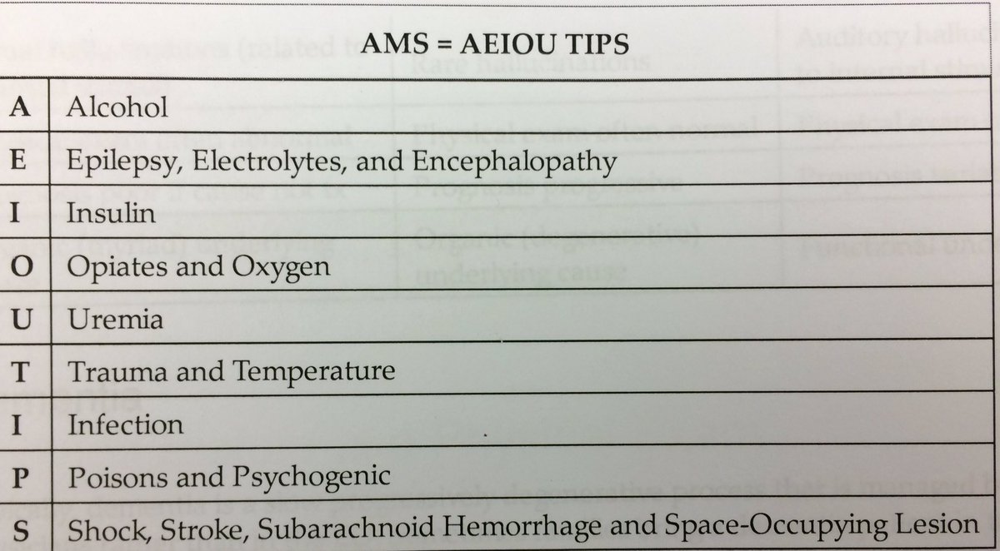 AMS = AEIOU TIPS
A Alcohol
E Epilepsy, Electrolytes, and Encephalopathy
I Insulin
O Opiates and Oxygen
U Uremia
T Trauma and Temperature
I Infection
P Poisons and Psychogenic
S Shock, Stroke, Subarachnoid Hemorrhage and Space-Occupying Lesion